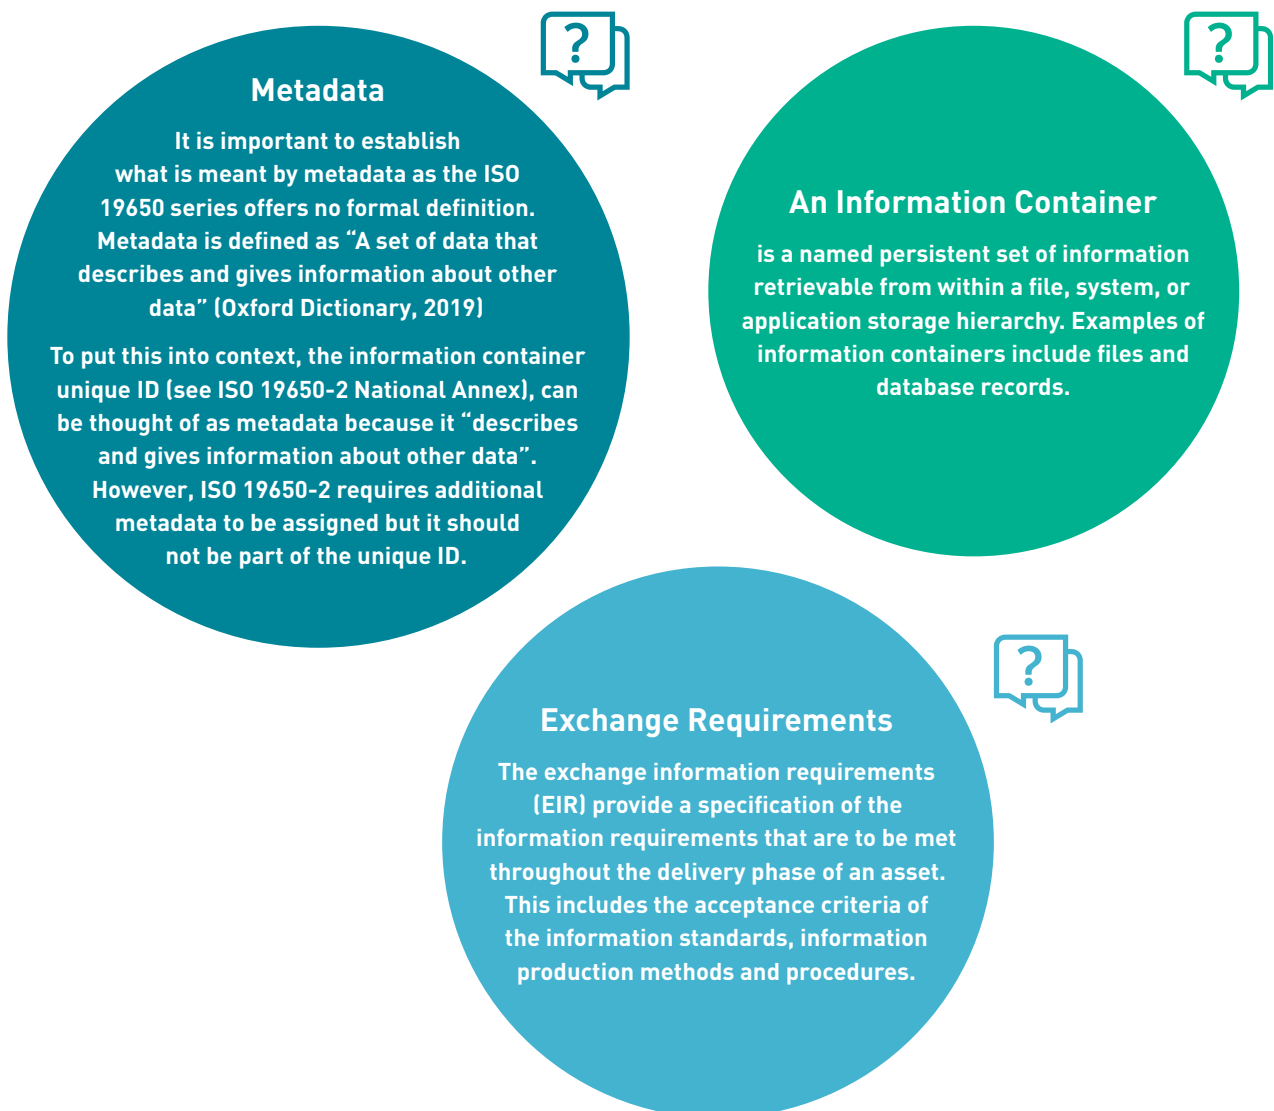 ?
Metadata
It is important to establish
what is meant by metadata as the ISO
19650 series offers no formal definition.
Metadata is defined as “A set of data that
describes and gives information about other
data” (Oxford Dictionary, 2019)
To put this into context, the information container
unique ID (see ISO 19650-2 National Annex), can
be thought of as metadata because it “describes
and gives information about other data”.
However, ISO 19650-2 requires additional
metadata to be assigned but it should
not be part of the unique ID.
?
An Information Container
is a named persistent set of information
retrievable from within a file, system, or
application storage hierarchy. Examples of
information containers include files and
database records.
?
Exchange Requirements
The exchange information requirements
(EIR) provide a specification of the
information requirements that are to be met
throughout the delivery phase of an asset.
This includes the acceptance criteria of
the information standards, information
production methods and procedures.